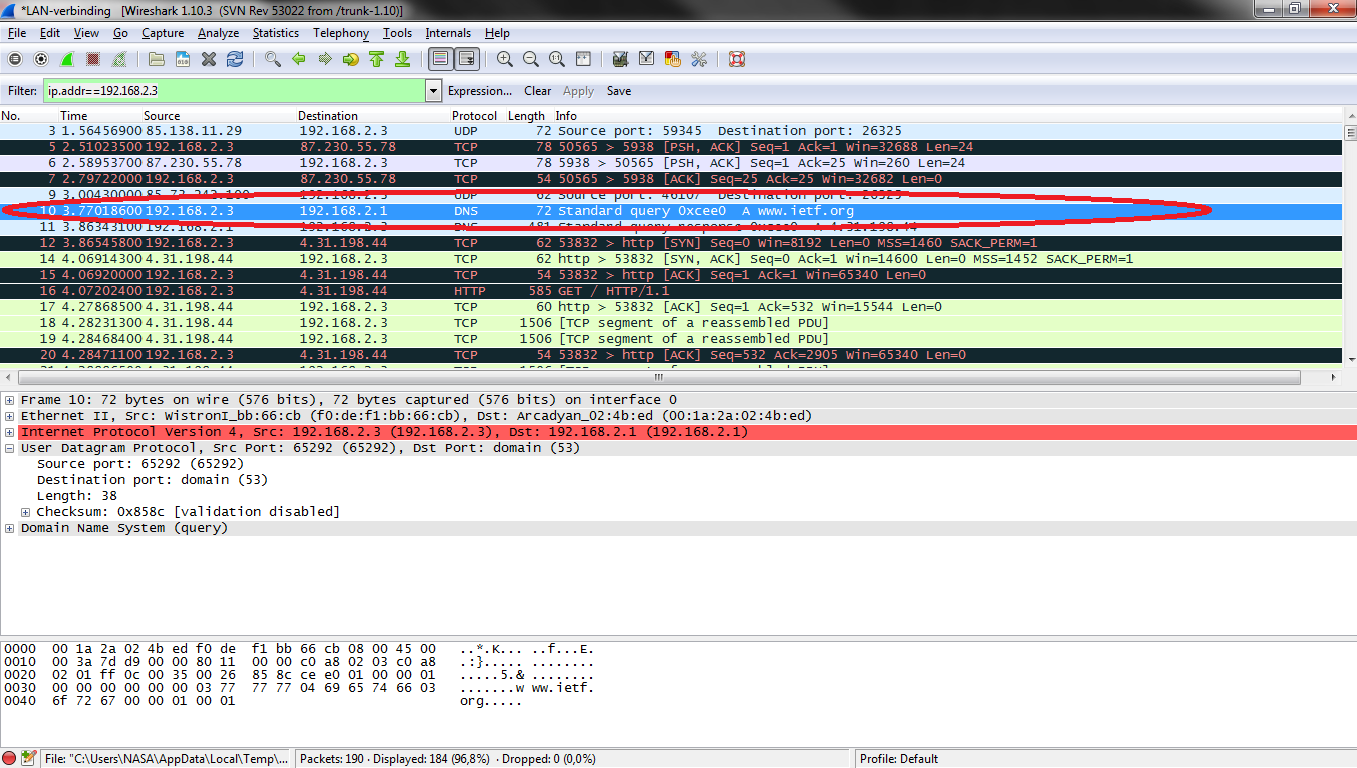 *LAN-verbinding [Wireshark 1.10.3 (SVN Rev 53022 from /trunk-1.10)]
File Edit View Go Capture Analyze Statistics Telephony Tools Internals Help
Filter: ip.addr==192.168.2.3 Expression... Clear Apply Save
No. Time Source Destination Protocol Length Info
3 1.56456900 85.138.11.29 192.168.2.3 UDP 72 Source port: 59345 Destination port: 26325
5 2.51023500 192.168.2.3 87.230.55.78 TCP 78 50565 > 5938 [PSH, ACK] Seq=1 Ack=1 Win=32688 Len=24
6 2.58953700 87.230.55.78 192.168.2.3 TCP 78 5938 > 50565 [PSH, ACK] Seq=1 Ack=25 Win=260 Len=24
7 2.79722000 192.168.2.3 87.230.55.78 TCP 54 50565 > 5938 [ACK] Seq=25 Ack=25 Win=32682 Len=0
9 3.00430000 192.168.2.3 UDP 62 Source port: 46107 Destination port:
10 3.77018600 192.168.2.3 192.168.2.1 DNS 72 Standard query 0xcee0 A www.ietf.org
11 3.86343100 192.168.2.1 192.168.2.3 DNS 481 Standard query response 0xcee0 A 4.31.198.44
12 3.86545800 192.168.2.3 4.31.198.44 TCP 62 53832 > http [SYN] Seq=0 Win=8192 Len=0 MSS=1460 SACK_PERM=1
14 4.06914300 4.31.198.44 192.168.2.3 TCP 62 http > 53832 [SYN, ACK] Seq=0 Ack=1 Win=14600 Len=0 MSS=1452 SACK_PERM=1
15 4.06920000 192.168.2.3 4.31.198.44 TCP 54 53832 > http [ACK] Seq=1 Ack=1 Win=65340 Len=0
16 4.07202400 192.168.2.3 4.31.198.44 HTTP 585 GET / HTTP/1.1
17 4.27868500 4.31.198.44 192.168.2.3 TCP 60 http > 53832 [ACK] Seq=1 Ack=532 Win=15544 Len=0
18 4.28231300 4.31.198.44 192.168.2.3 TCP 1506 [TCP segment of a reassembled PDU]
19 4.28468400 4.31.198.44 192.168.2.3 TCP 1506 [TCP segment of a reassembled PDU]
20 4.28471100 192.168.2.3 4.31.198.44 TCP 54 53832 > http [ACK] Seq=532 Ack=2905 Win=65340 Len=0
Frame 10: 72 bytes on wire (576 bits), 72 bytes captured (576 bits) on interface 0
Ethernet II, Src: WistronI_bb:66:cb (f0:de:f1:bb:66:cb), Dst: Arcadyan_02:4b:ed (00:1a:2a:02:4b:ed)
Internet Protocol Version 4, Src: 192.168.2.3 (192.168.2.3), Dst: 192.168.2.1 (192.168.2.1)
User Datagram Protocol, Src Port: 65292 (65292), Dst Port: domain (53)
Source port: 65292 (65292)
Destination port: domain (53)
Length: 38
Checksum: 0x858c [validation disabled]
Domain Name System (query)
0000 00 1a 2a 02 4b ed f0 de f1 bb 66 cb 08 00 45 00 ..*.K... ..f...E.
0010 00 3a 7d d9 00 00 80 11 00 00 c0 a8 02 03 c0 a8 .:}..... ........
0020 02 01 ff 0c 00 35 00 26 85 8c ce e0 01 00 00 01 .....5.& ........
0030 00 00 00 00 00 00 03 77 77 77 04 69 65 74 66 03 .......w ww.ietf.
0040 6f 72 67 00 00 01 00 01 org.....
File: "C:\Users\NASA\AppData\Local\Temp\... Packets: 190 · Displayed: 184 (96,8%) · Dropped: 0 (0,0%) Profile: Default